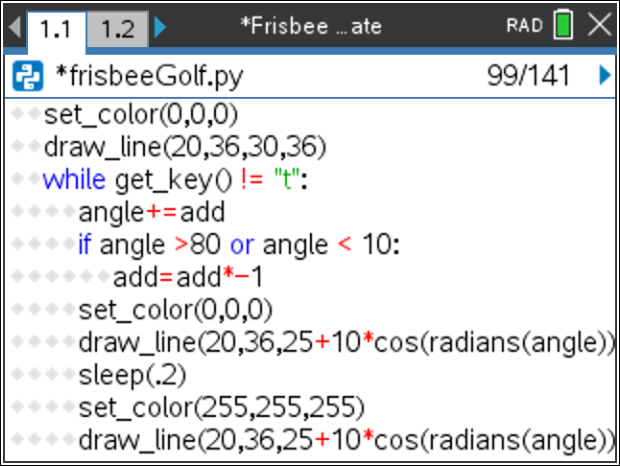 1.1 1.2 *Frisbee ...ate RAD
*frisbeeGolf.py 99/141
set_color(0,0,0)
draw_line(20,36,30,36)
while get_key() != "t":
angle+=add
if angle >80 or angle < 10:
add=add*-1
set_color(0,0,0)
draw_line(20,36,25+10*cos(radians(angle))
sleep(.2)
set_color(255,255,255)
draw_line(20,36,25+10*cos(radians(angle))